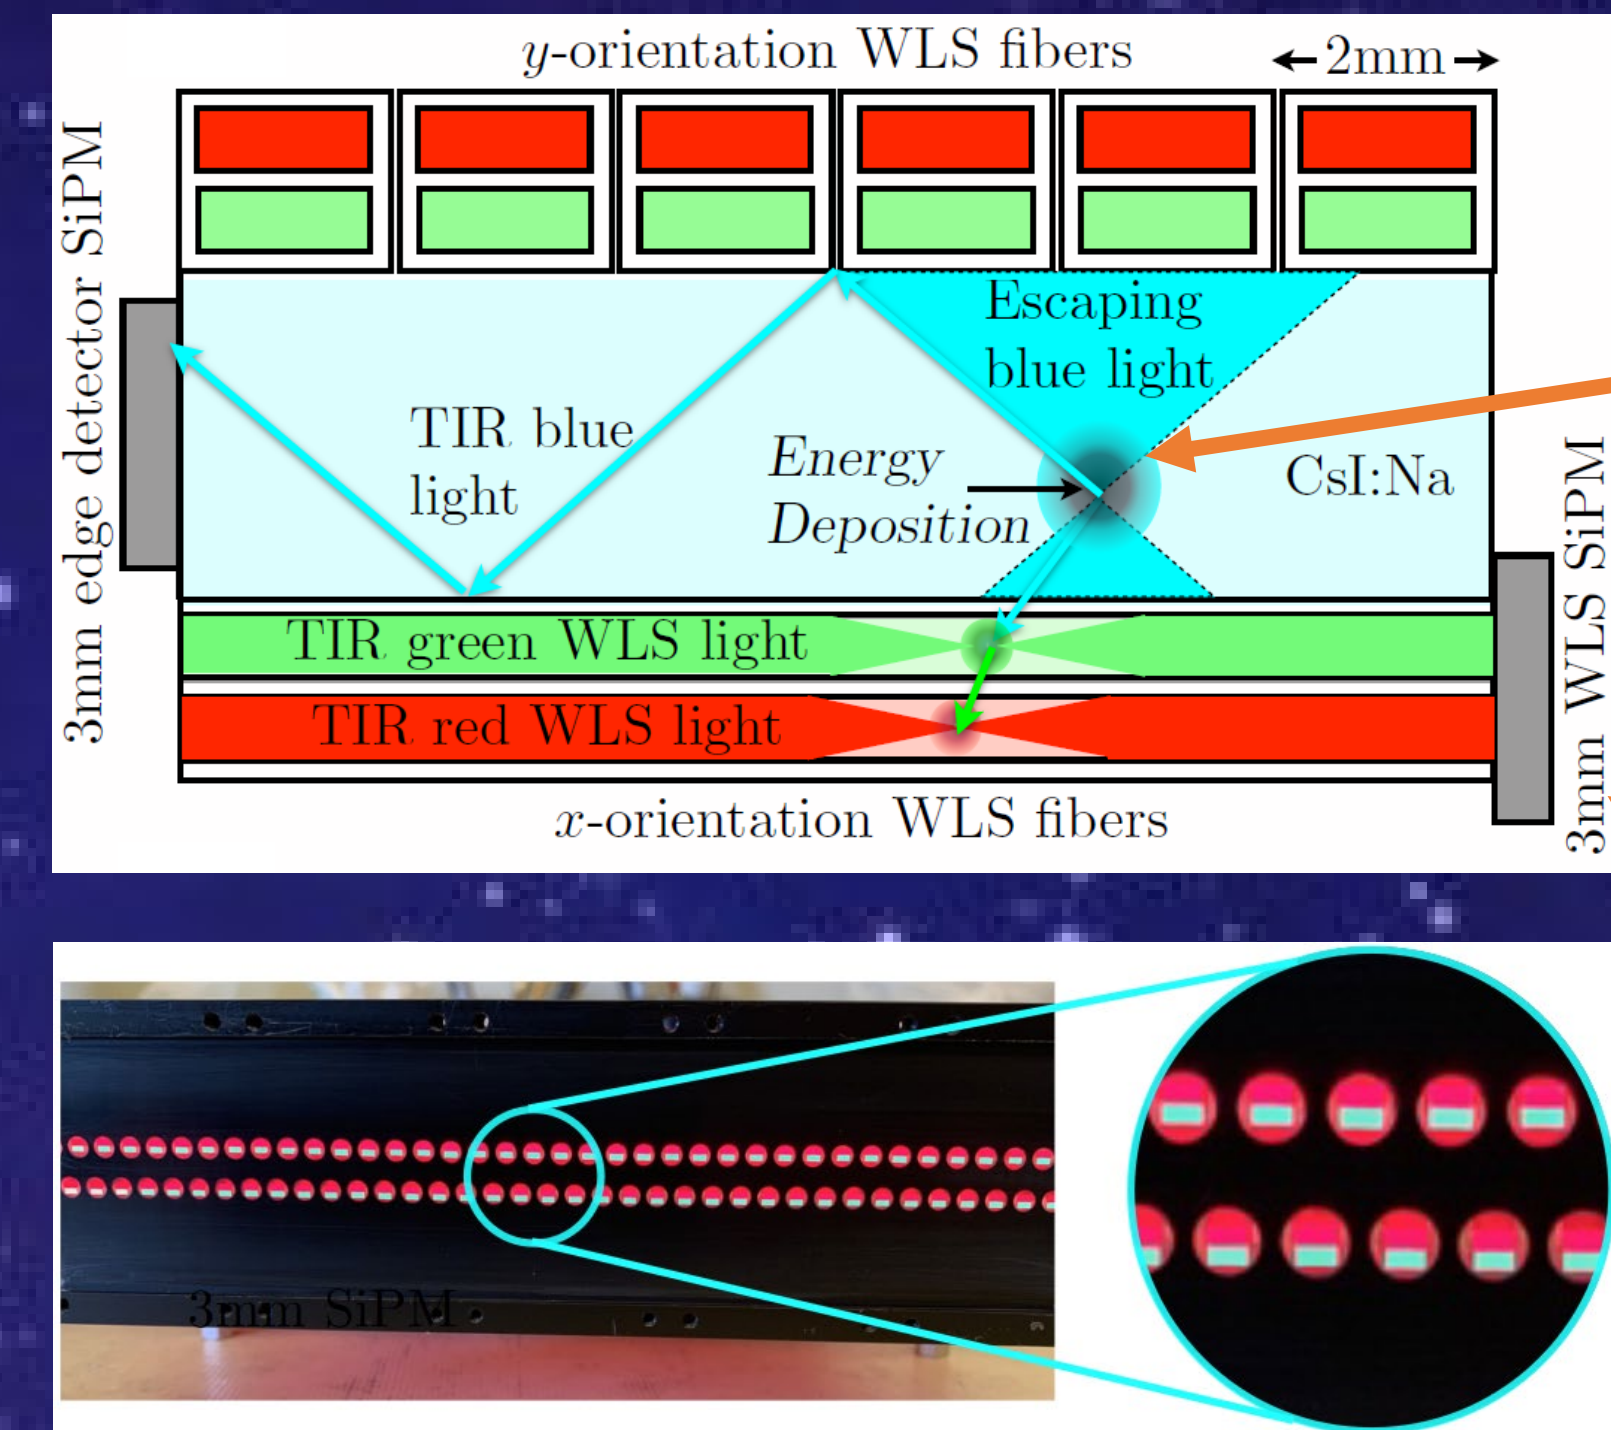 y-orientation WLS fibers
2mm
3mm edge detector SiPM
Escaping
blue light
TIR blue
light
Energy
Deposition
CsI:Na
3mm WLS SiPM
TIR green WLS light
TIR red WLS light
x-orientation WLS fibers
3mm SiPM